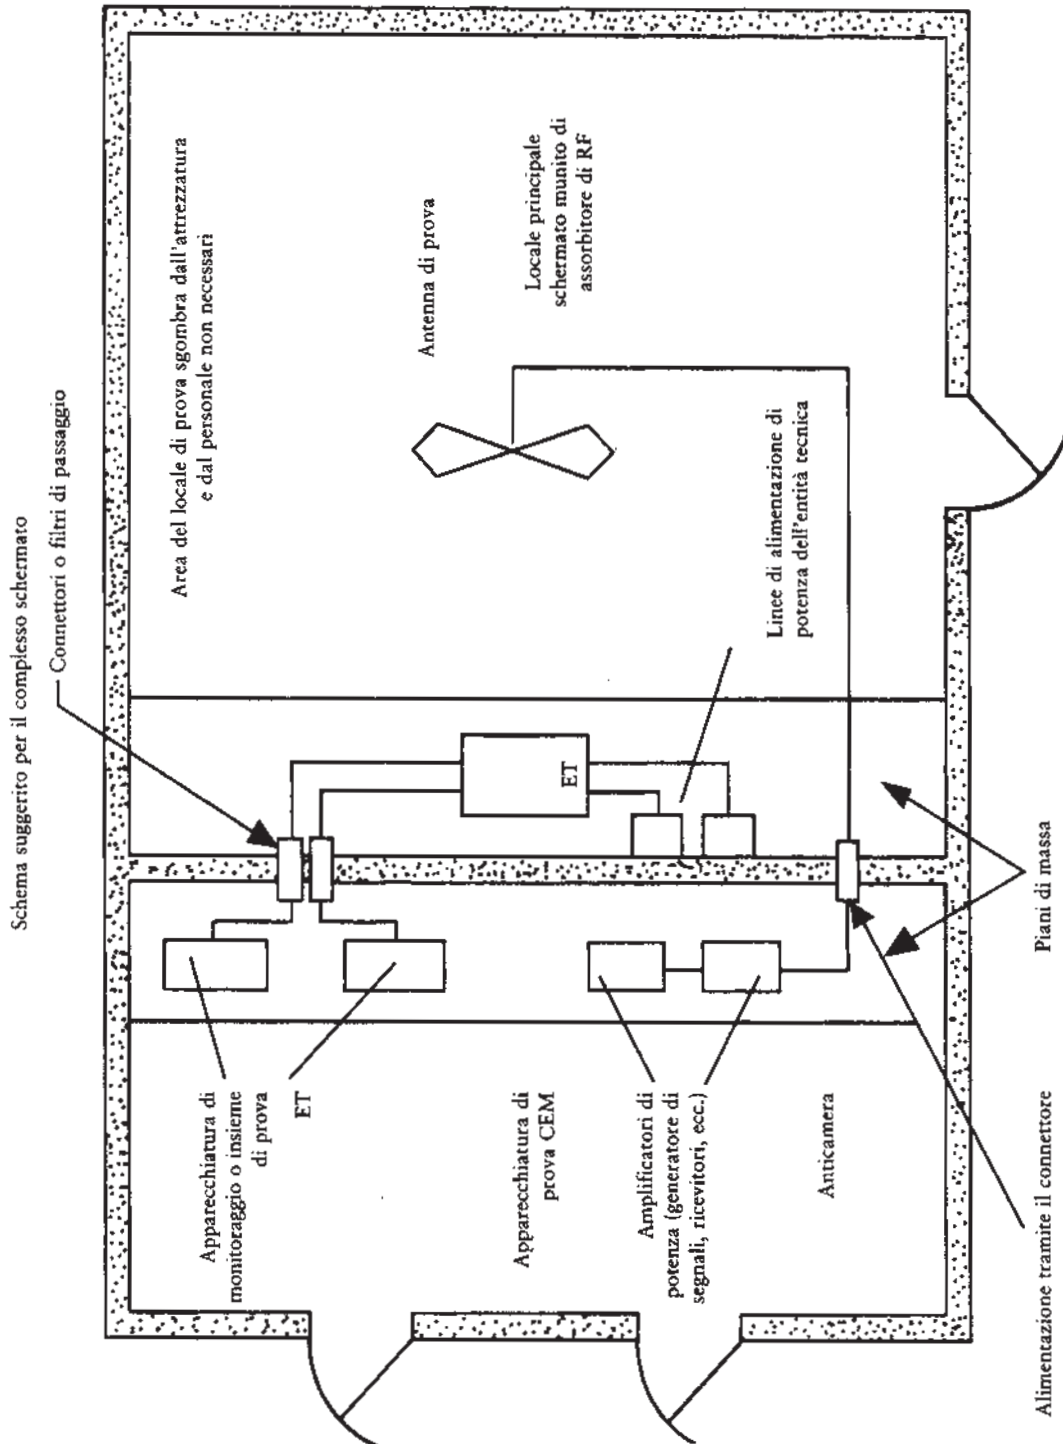 Schema suggerito per il complesso schermato
Connettori o filtri di passaggio
Area del locale di prova sgombra dall'attrezzatura
e dal personale non necessari
Antenna di prova
Locale principale
schermato munito di
assorbitore di RF
Linee di alimentazione di
potenza dell'entità tecnica
ET
Apparecchiatura di
monitoraggio o insieme
di prova
ET
Apparecchiatura di
prova CEM
Amplificatori di
potenza (generatore di
segnali, ricevitori, ecc.)
Anticamera
Piani di massa
Alimentazione tramite il connettore